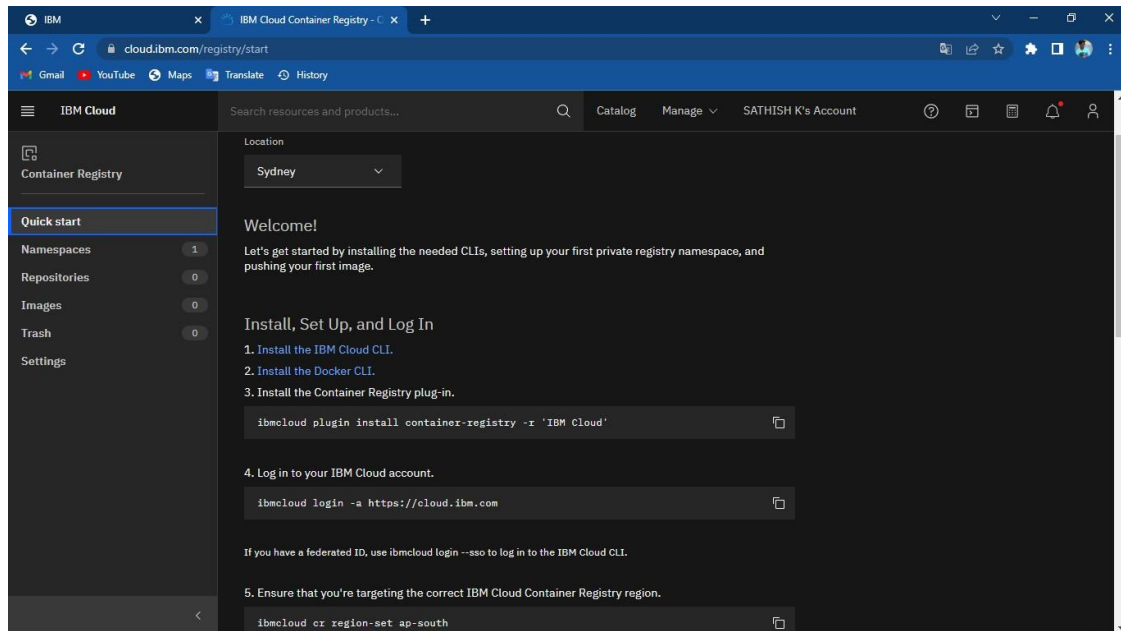 IBM
IBM Cloud Container Registry - C
cloud.ibm.com/registry/start
Gmail YouTube Maps Translate History
IBM Cloud
Search resources and products...
Catalog Manage SATHISH K's Account
Container Registry
Quick start
Namespaces 1
Repositories 0
Images 0
Trash 0
Settings
Location
Sydney
Welcome!
Let's get started by installing the needed CLIs, setting up your first private registry namespace, and
pushing your first image.
Install, Set Up, and Log In
1. Install the IBM Cloud CLI.
2. Install the Docker CLI.
3. Install the Container Registry plug-in.
ibmcloud plugin install container-registry -r 'IBM Cloud'
4. Log in to your IBM Cloud account.
ibmcloud login -a https://cloud.ibm.com
If you have a federated ID, use ibmcloud login --sso to log in to the IBM Cloud CLI.
5. Ensure that you're targeting the correct IBM Cloud Container Registry region.
ibmcloud cr region-set ap-south